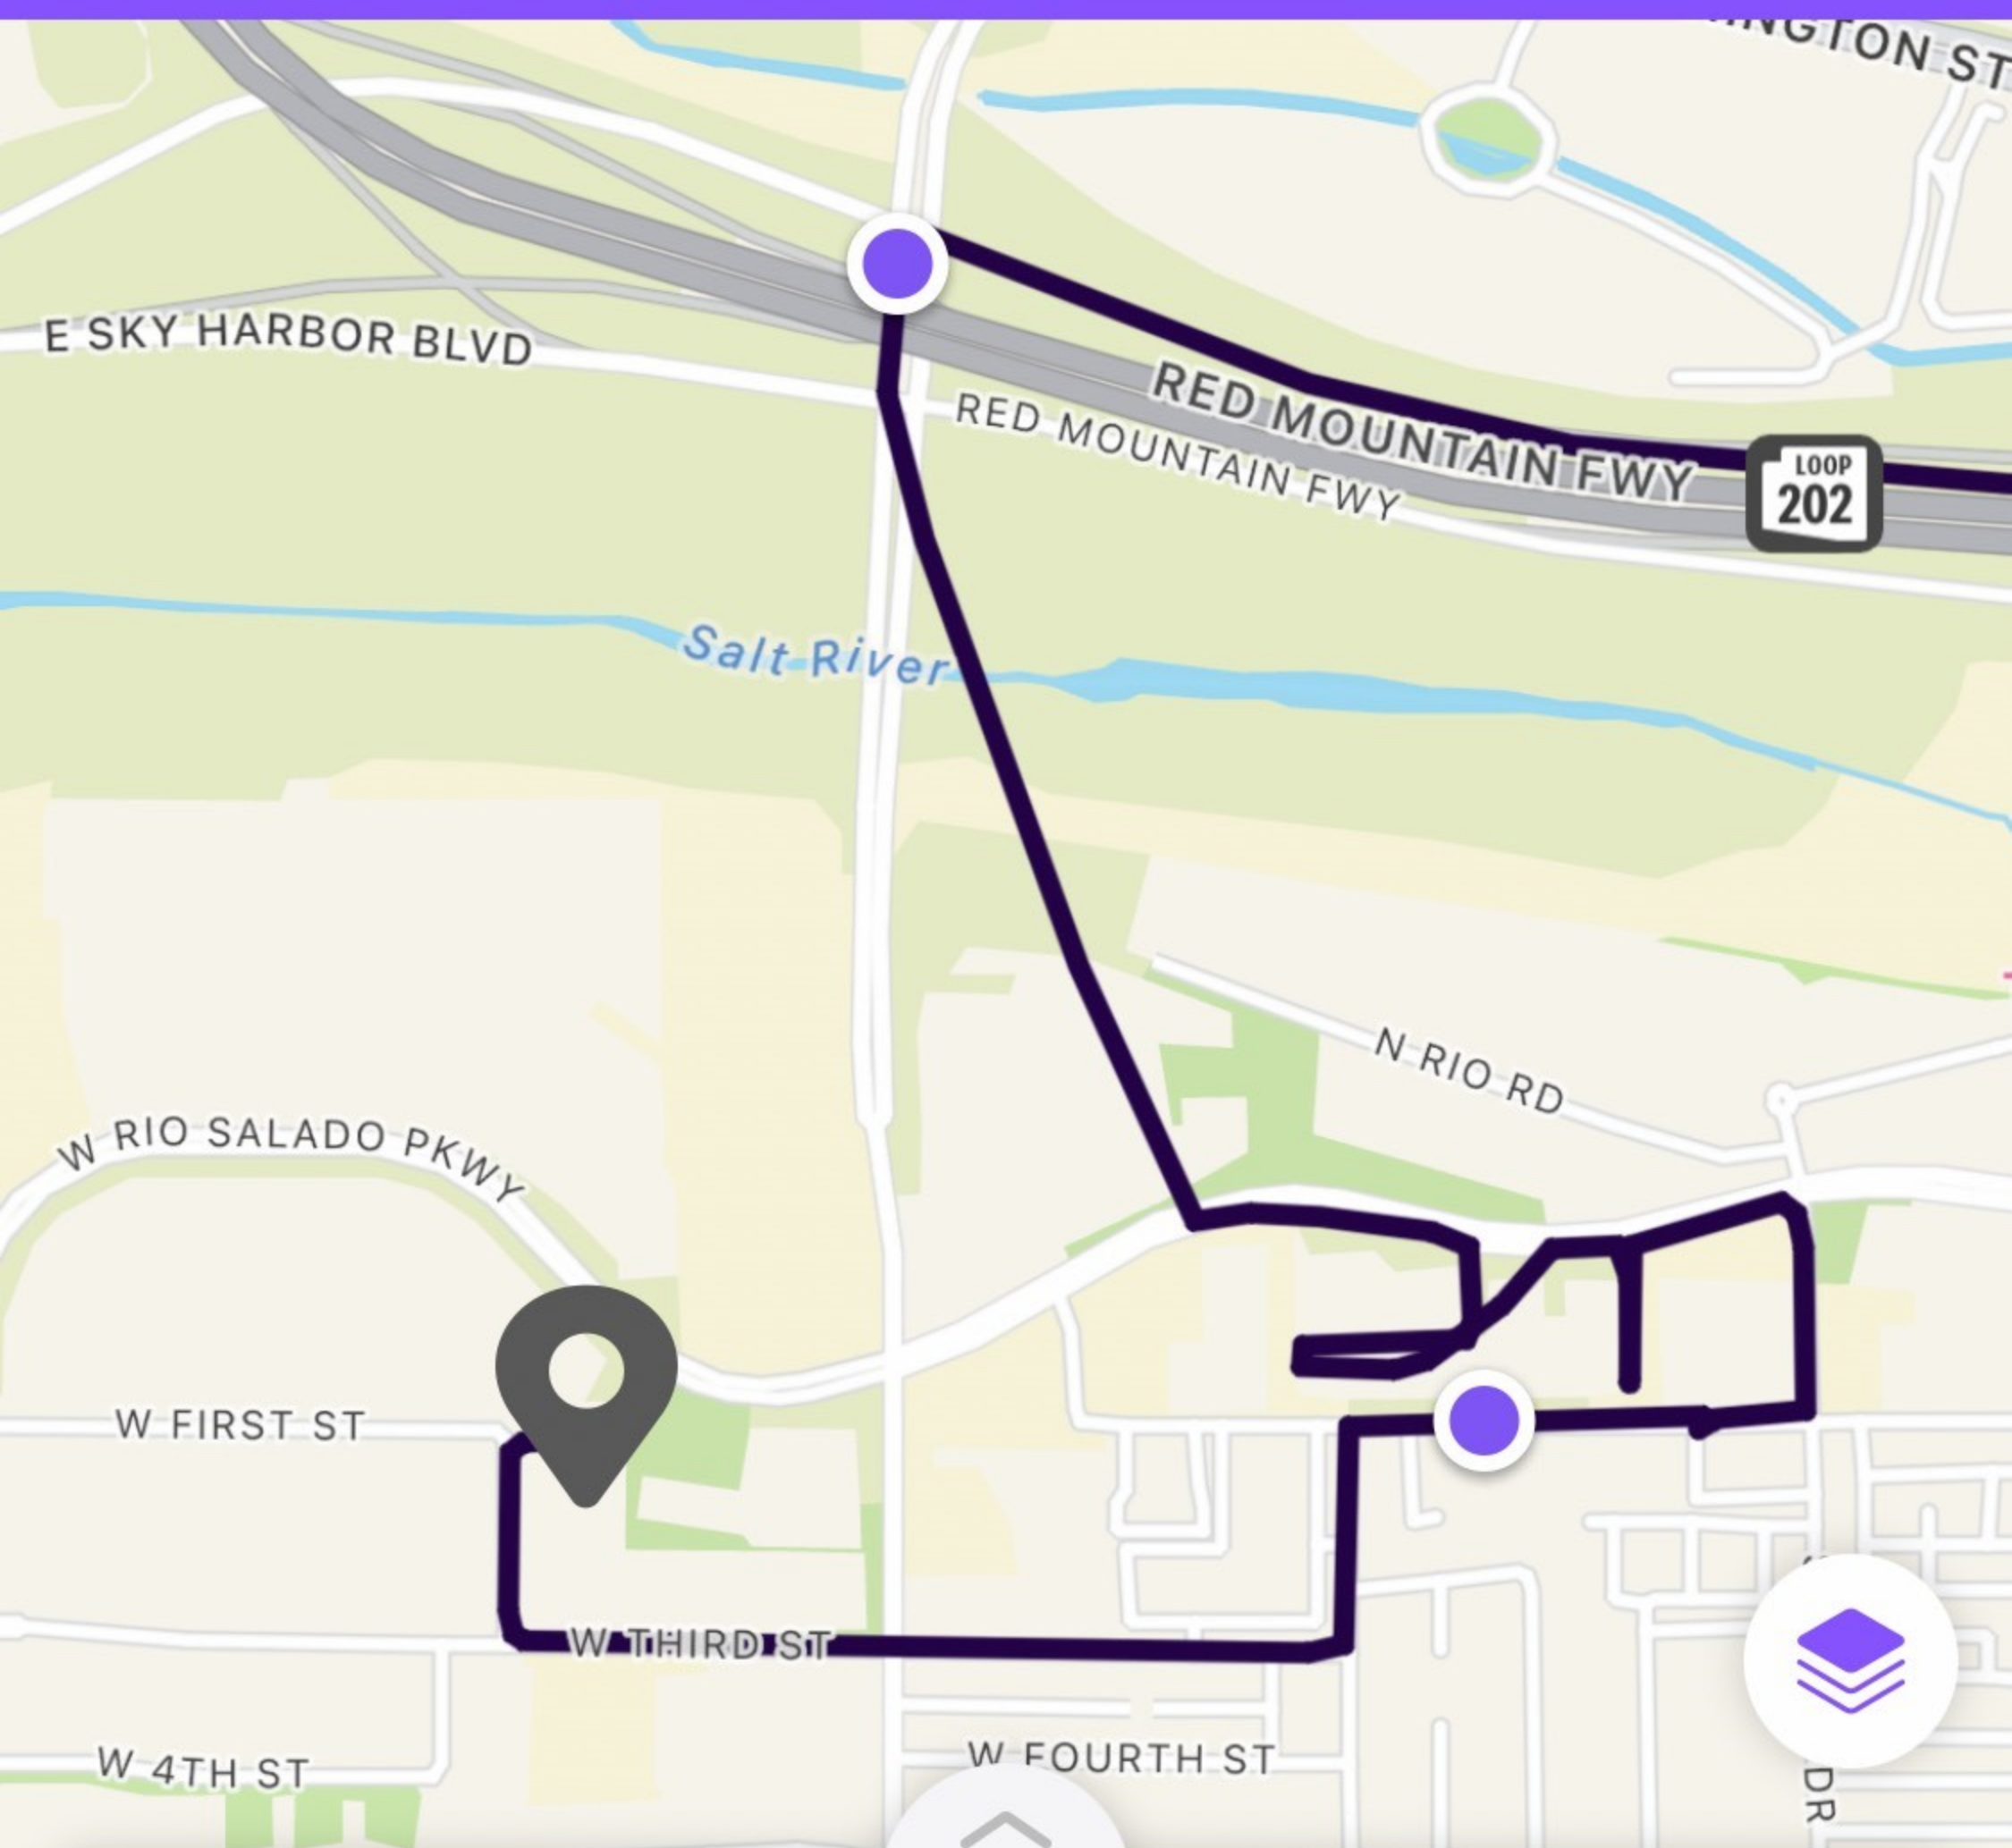 INGTON ST
E SKY HARBOR BLVD
RED MOUNTAIN FWY
RED MOUNTAIN FWY
LOOP
202
Salt River
N RIO RD
W RIO SALADO PKWY
W FIRST ST
W THIRD ST
W FOURTH ST
W 4TH ST
DR